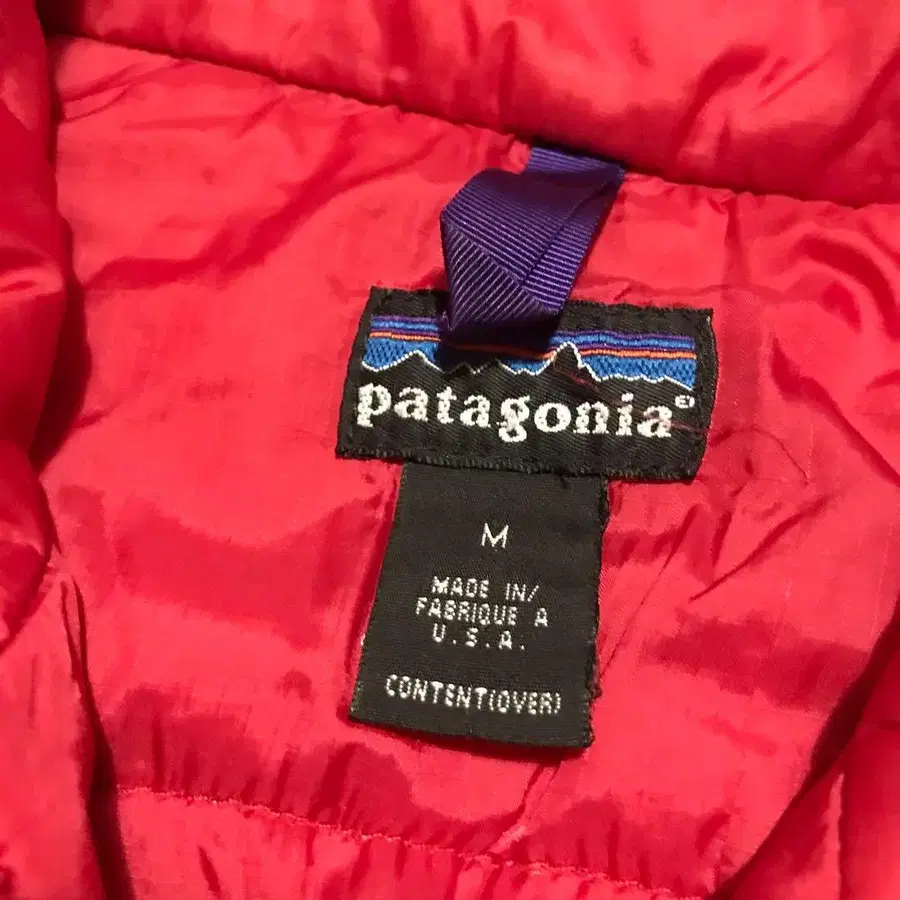 patagonia®
M
MADE IN/
FABRIQUE A
U.S.A.
CONTENT(OVER)